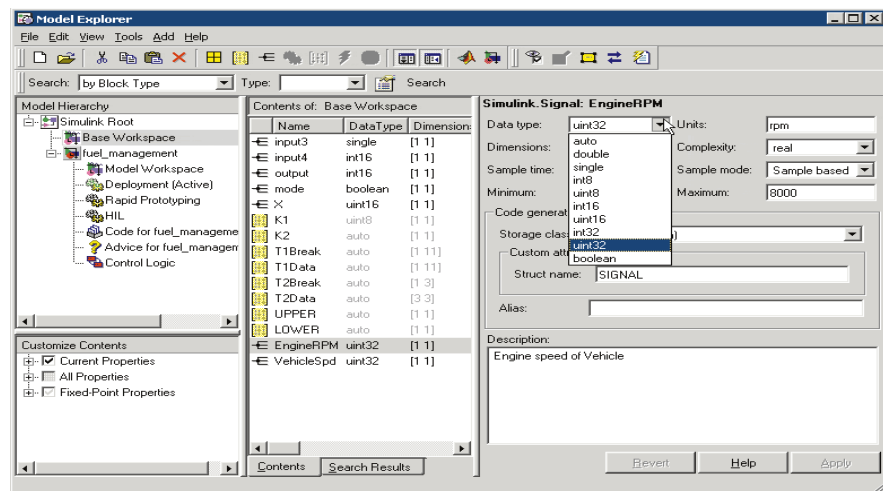 Model Explorer
File Edit View Tools Add Help
Search: by Block Type Type: Search
Model Hierarchy
Simulink Root
Base Workspace
fuel_management
Model Workspace
Deployment (Active)
Rapid Prototyping
HIL
Code for fuel_manageme
Advice for fuel_managem
Control Logic
Customize Contents
Current Properties
All Properties
Fixed-Point Properties
Contents of: Base Workspace
Name DataType Dimension
input3 single [1 1]
input4 int16 [1 1]
output int16 [1 1]
mode boolean [1 1]
X uint16 [1 1]
K1 uint8 [1 1]
K2 auto [1 1]
T1Break auto [1 11]
T1Data auto [1 11]
T2Break auto [1 3]
T2Data auto [3 3]
UPPER auto [1 1]
LOWER auto [1 1]
EngineRPM uint32 [1 1]
VehicleSpd uint32 [1 1]
Contents Search Results
Simulink.Signal: EngineRPM
Data type: uint32 Units: rpm
Dimensions: Complexity: real
Sample time: Sample mode: Sample based
Minimum: Maximum: 8000
auto
double
single
int8
uint8
int16
uint16
int32
uint32
boolean
Code generat
Storage clas )
Custom att
Struct name: SIGNAL
Alias:
Description:
Engine speed of Vehicle
Revert Help Apply